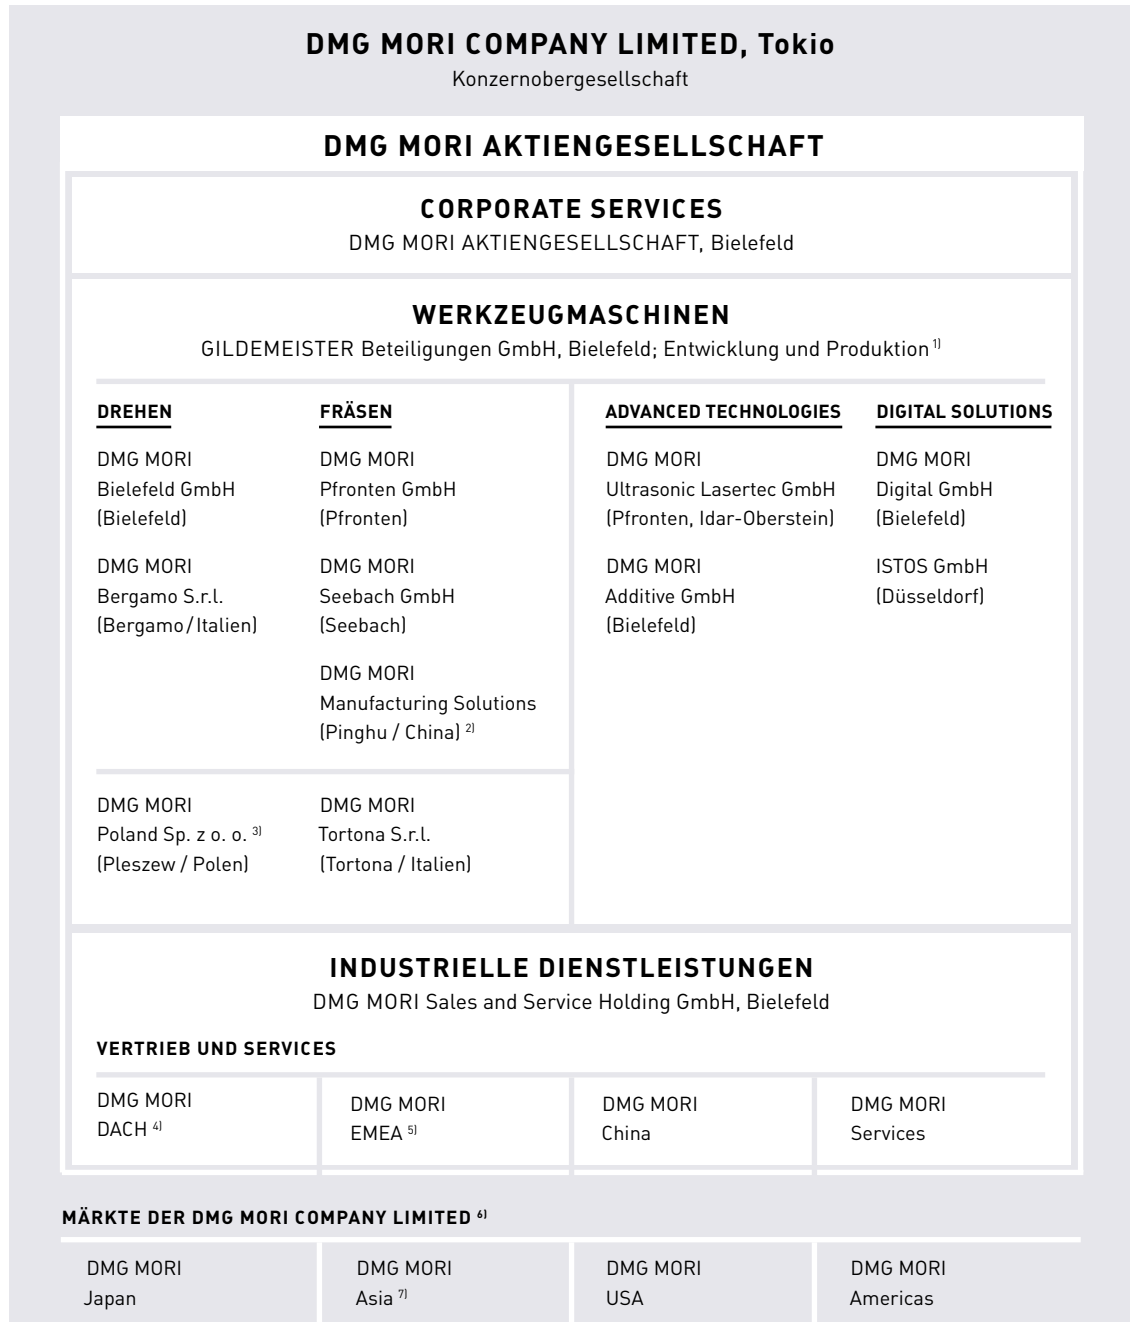 DMG MORI COMPANY LIMITED, Tokio
Konzernobergesellschaft
DMG MORI AKTIENGESELLSCHAFT
CORPORATE SERVICES
DMG MORI AKTIENGESELLSCHAFT, Bielefeld
WERKZEUGMASCHINEN
GILDEMEISTER Beteiligungen GmbH, Bielefeld; Entwicklung und Produktion 1)
DREHEN
DMG MORI
Bielefeld GmbH
(Bielefeld)
DMG MORI
Bergamo S.r.l.
(Bergamo/Italien)
FRÄSEN
DMG MORI
Pfronten GmbH
(Pfronten)
DMG MORI
Seebach GmbH
(Seebach)
DMG MORI
Manufacturing Solutions
(Pinghu / China) 2)
DMG MORI
Poland Sp. z o. o. 3)
(Pleszew / Polen)
DMG MORI
Tortona S.r.l.
(Tortona / Italien)
ADVANCED TECHNOLOGIES
DMG MORI
Ultrasonic Lasertec GmbH
(Pfronten, Idar-Oberstein)
DMG MORI
Additive GmbH
(Bielefeld)
DIGITAL SOLUTIONS
DMG MORI
Digital GmbH
(Bielefeld)
ISTOS GmbH
(Düsseldorf)
INDUSTRIELLE DIENSTLEISTUNGEN
DMG MORI Sales and Service Holding GmbH, Bielefeld
VERTRIEB UND SERVICES
DMG MORI
DACH 4)
DMG MORI
EMEA 5)
DMG MORI
China
DMG MORI
Services
MÄRKTE DER DMG MORI COMPANY LIMITED 6)
DMG MORI
Japan
DMG MORI
Asia 7)
DMG MORI
USA
DMG MORI
Americas